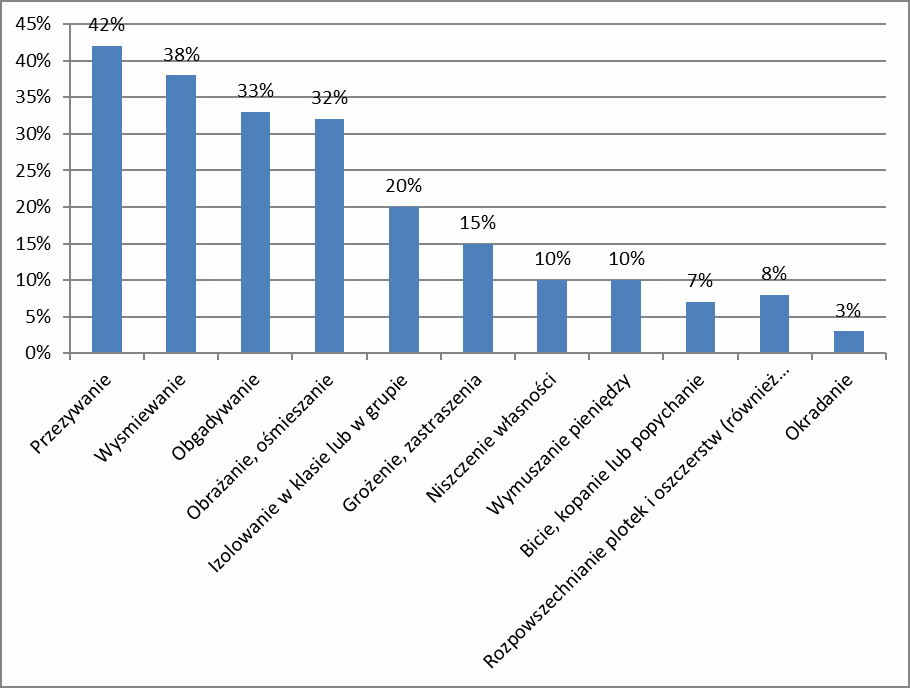 45%
40%
35%
30%
25%
20%
15%
10%
5%
0%
42%
38%
33%
32%
20%
15%
10%
10%
7%
8%
3%
Przezywanie
Wysmiewanie
Obgadywanie
Obrażanie, ośmieszanie
Izolowanie w klasie lub w grupie
Grożenie, zastraszenia
Niszczenie własności
Wymuszanie pieniędzy
Bicie, kopanie lub popychanie
Rozpowszechnianie plotek i oszczerstw (również...
Okradanie